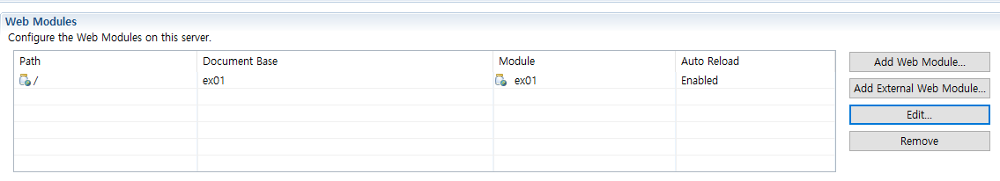 Web Modules
Configure the Web Modules on this server.
Path Document Base Module Auto Reload
/ ex01 ex01 Enabled
Add Web Module...
Add External Web Module...
Edit...
Remove